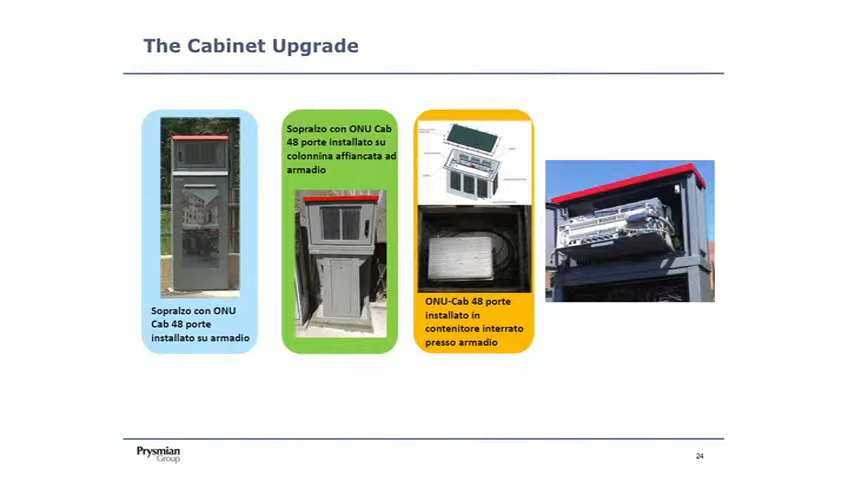 The Cabinet Upgrade
Sopralzo con ONU
Cab 48 porte
installato su armadio
Sopralzo con ONU Cab
48 porte installato su
colonnina affiancata ad
armadio
ONU-Cab 48 porte
installato in
contenitore interrato
presso armadio
Prysmian
Group
24